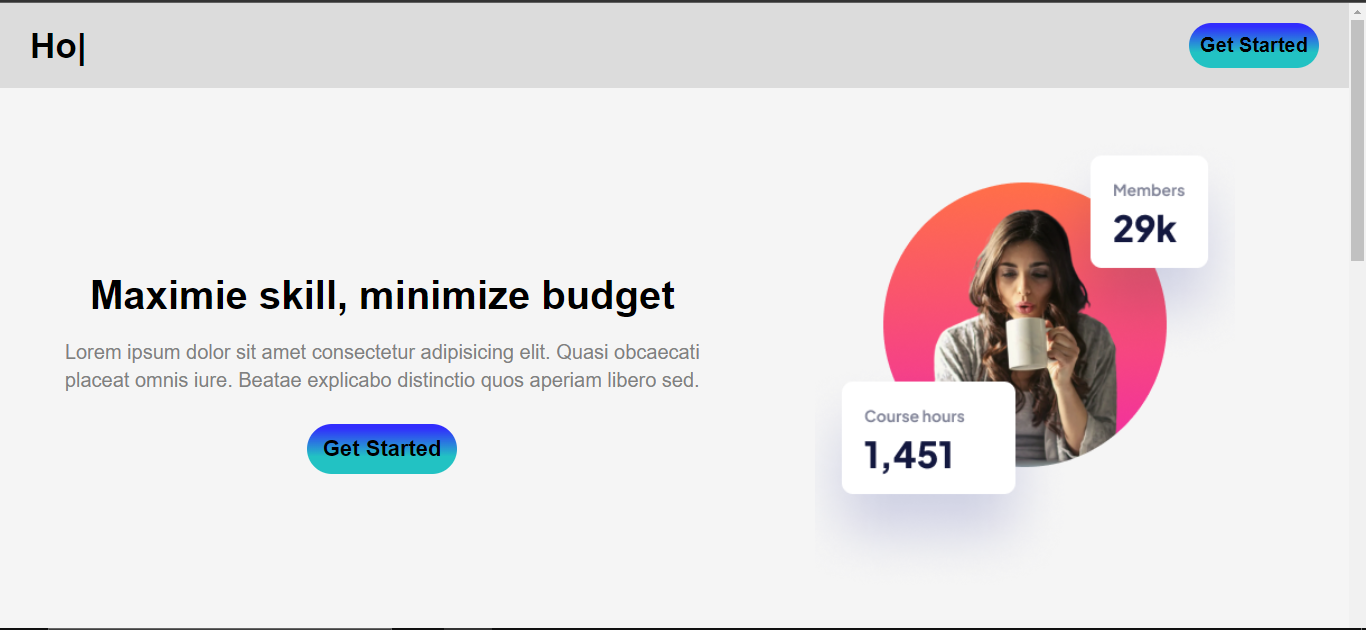 Ho|
Get Started
Members
29k
Maximie skill, minimize budget
Lorem ipsum dolor sit amet consectetur adipisicing elit. Quasi obcaecati
placeat omnis iure. Beatae explicabo distinctio quos aperiam libero sed.
Get Started
Course hours
1,451